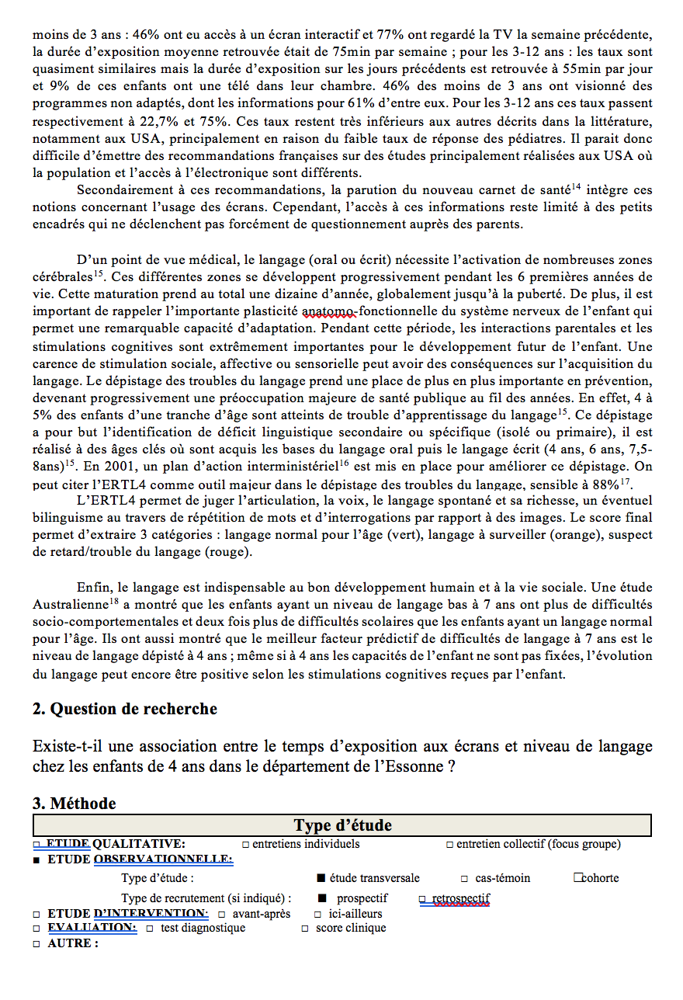 moins de 3 ans : 46% ont eu accès à un écran interactif et 77% ont regardé la TV la semaine précédente,
la durée d'exposition moyenne retrouvée était de 75min par semaine ; pour les 3-12 ans : les taux sont
quasiment similaires mais la durée d'exposition sur les jours précédents est retrouvée à 55min par jour
et 9% de ces enfants ont une télé dans leur chambre. 46% des moins de 3 ans ont visionné des
programmes non adaptés, dont les informations pour 61% d'entre eux. Pour les 3-12 ans ces taux passent
respectivement à 22,7% et 75%. Ces taux restent très inférieurs aux autres décrits dans la littérature,
notamment aux USA, principalement en raison du faible taux de réponse des pédiatres. Il parait donc
difficile d'émettre des recommandations françaises sur des études principalement réalisées aux USA où
la population et l'accès à l'électronique sont différents.
Secondairement à ces recommandations, la parution du nouveau carnet de santé14 intègre ces
notions concernant l'usage des écrans. Cependant, l'accès à ces informations reste limité à des petits
encadrés qui ne déclenchent pas forcément de questionnement auprès des parents.
D'un point de vue médical, le langage (oral ou écrit) nécessite l'activation de nombreuses zones
cérébrales15. Ces différentes zones se développent progressivement pendant les 6 premières années de
vie. Cette maturation prend au total une dizaine d'année, globalement jusqu'à la puberté. De plus, il est
important de rappeler l'importante plasticité anatomo-fonctionnelle du système nerveux de l'enfant qui
permet une remarquable capacité d'adaptation. Pendant cette période, les interactions parentales et les
stimulations cognitives sont extrêmement importantes pour le développement futur de l'enfant. Une
carence de stimulation sociale, affective ou sensorielle peut avoir des conséquences sur l'acquisition du
langage. Le dépistage des troubles du langage prend une place de plus en plus importante en prévention,
devenant progressivement une préoccupation majeure de santé publique au fil des années. En effet, 4 à
5% des enfants d'une tranche d'âge sont atteints de trouble d'apprentissage du langage15. Ce dépistage
a pour but l'identification de déficit linguistique secondaire ou spécifique (isolé ou primaire), il est
réalisé à des âges clés où sont acquis les bases du langage oral puis le langage écrit (4 ans, 6 ans, 7,5-
8ans)15. En 2001, un plan d'action interministériel16 est mis en place pour améliorer ce dépistage. On
peut citer l'ERTL4 comme outil majeur dans le dépistage des troubles du langage, sensible à 88%17.
L'ERTL4 permet de juger l'articulation, la voix, le langage spontané et sa richesse, un éventuel
bilinguisme au travers de répétition de mots et d'interrogations par rapport à des images. Le score final
permet d'extraire 3 catégories : langage normal pour l'âge (vert), langage à surveiller (orange), suspect
de retard/trouble du langage (rouge).
Enfin, le langage est indispensable au bon développement humain et à la vie sociale. Une étude
Australienne18 a montré que les enfants ayant un niveau de langage bas à 7 ans ont plus de difficultés
socio-comportementales et deux fois plus de difficultés scolaires que les enfants ayant un langage normal
pour l'âge. Ils ont aussi montré que le meilleur facteur prédictif de difficultés de langage à 7 ans est le
niveau de langage dépisté à 4 ans ; même si à 4 ans les capacités de l'enfant ne sont pas fixées, l'évolution
du langage peut encore être positive selon les stimulations cognitives reçues par l'enfant.
2. Question de recherche
Existe-t-il une association entre le temps d'exposition aux écrans et niveau de langage
chez les enfants de 4 ans dans le département de l'Essonne ?
3. Méthode
Type d'étude
□ ETUDE QUALITATIVE: □ entretiens individuels □ entretien collectif (focus groupe)
■ ETUDE OBSERVATIONNELLE:
Type d'étude : ■ étude transversale □ cas-témoin □cohorte
Type de recrutement (si indiqué) : ■ prospectif □ retrospectif
□ ETUDE D'INTERVENTION: □ avant-après □ ici-ailleurs
□ EVALUATION: □ test diagnostique □ score clinique
□ AUTRE :